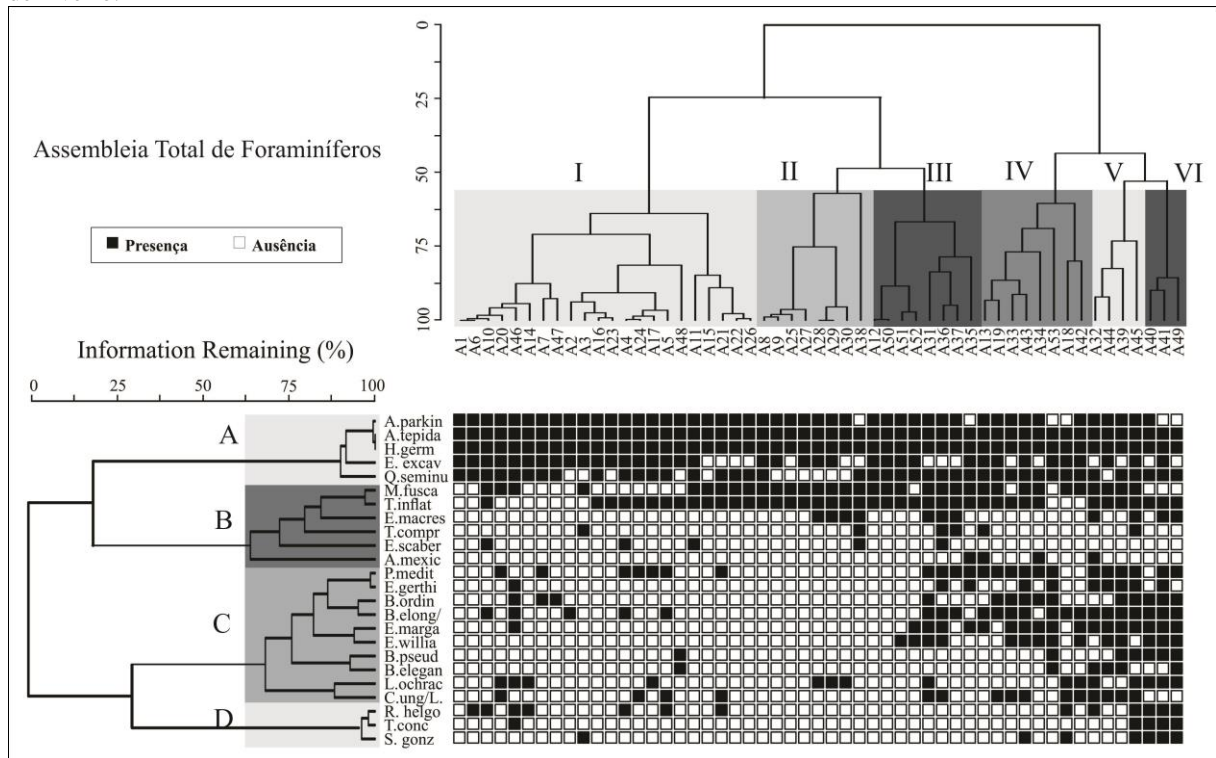 0
25
50
75
100
Assembleia Total de Foraminíferos
I
II
III
IV
V
VI
Presença Ausência
A1
A6
A10
A20
A46
A14
A7
A47
A2
A3
A16
A23
A4
A24
A17
A5
A48
A11
A15
A21
A22
A26
A8
A9
A25
A27
A28
A29
A30
A38
A12
A50
A51
A52
A31
A36
A37
A35
A13
A19
A33
A43
A34
A53
A18
A42
A32
A44
A39
A45
A40
A41
A49
Information Remaining (%)
0 25 50 75 100
A
B
C
D
A.parkin
A.tepida
H.germ
E. excav
Q.seminu
M.fusca
T.inflat
E.macres
T.compr
E.scaber
A.mexic
P.medit
E.gerthi
B.ordin
B.elong/
E.marga
E.willia
B.pseud
B.elegan
L.ochrac
C.ung/L.
R. helgo
T.conc
S. gonz